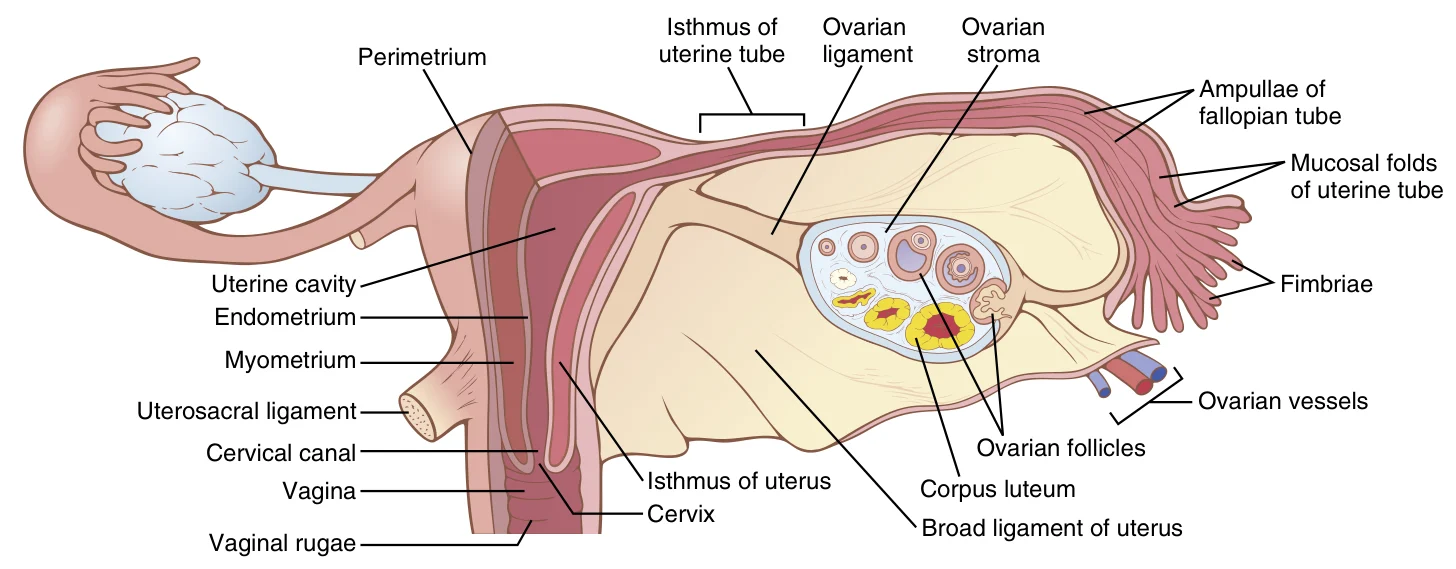 Isthmus of
uterine tube
Ovarian
ligament
Ovarian
stroma
Perimetrium
Ampullae of
fallopian tube
Mucosal folds
of uterine tube
Uterine cavity
Fimbriae
Endometrium
Myometrium
Uterosacral ligament
Ovarian vessels
Cervical canal
Ovarian follicles
Isthmus of uterus
Vagina
Corpus luteum
Cervix
Broad ligament of uterus
Vaginal rugae